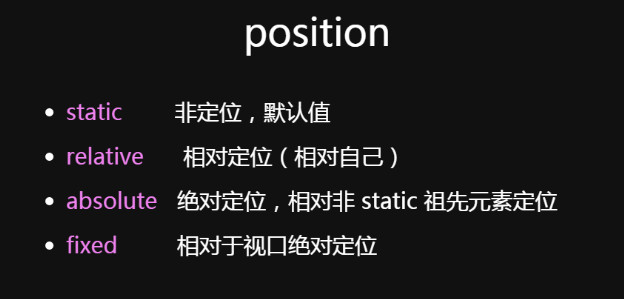 position
• static 非定位，默认值
• relative 相对定位（相对自己）
• absolute 绝对定位，相对非 static 祖先元素定位
• fixed 相对于视口绝对定位